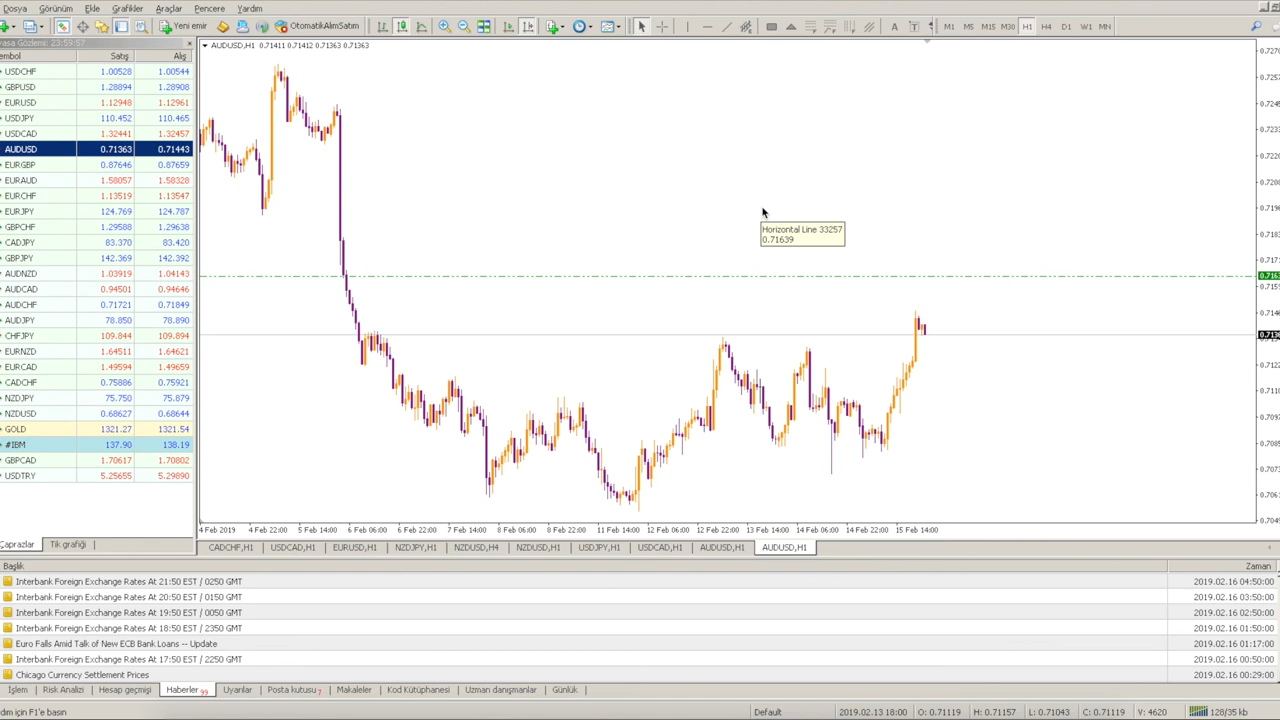 Dosya Görünüm Ekle Grafikler Araçlar Pencere Yardım
Yeni emir OtomatikAlımSatım A T M1 M5 M15 M30 H1 H4 D1 W1 MN
23:59:57
Satış Alış
USDCHF 1.00528 1.00544
GBPUSD 1.28894 1.28908
EURUSD 1.12948 1.12961
USDJPY 110.452 110.465
USDCAD 1.32441 1.32457
AUDUSD 0.71363 0.71443
EURGBP 0.87646 0.87659
EURAUD 1.58057 1.58328
EURCHF 1.13519 1.13547
EURJPY 124.769 124.787
GBPCHF 1.29588 1.29638
CADJPY 83.370 83.420
GBPJPY 142.369 142.392
AUDNZD 1.03919 1.04143
AUDCAD 0.94501 0.94646
AUDCHF 0.71721 0.71849
AUDJPY 78.850 78.890
CHFJPY 109.844 109.894
EURNZD 1.64511 1.64621
EURCAD 1.49594 1.49659
CADCHF 0.75886 0.75921
NZDJPY 75.750 75.879
NZDUSD 0.68627 0.68644
GOLD 1321.27 1321.54
#IBM 137.90 138.19
GBPCAD 1.70617 1.70802
USDTRY 5.25655 5.29890
Çaprazlar Tik grafiği
AUDUSD,H1 0.71411 0.71412 0.71363 0.71363
Horizontal Line 33257
0.71639
4 Feb 2019 4 Feb 22:00 5 Feb 14:00 6 Feb 06:00 6 Feb 22:00 7 Feb 14:00 8 Feb 06:00 8 Feb 22:00 11 Feb 14:00 12 Feb 06:00 12 Feb 22:00 13 Feb 14:00 14 Feb 06:00 14 Feb 22:00 15 Feb 14:00
CADCHF,H1 USDCAD,H1 EURUSD,H1 NZDJPY,H1 NZDUSD,H4 NZDUSD,H1 USDJPY,H1 USDCAD,H1 AUDUSD,H1 AUDUSD,H1
Başlık Zaman
Interbank Foreign Exchange Rates At 21:50 EST / 0250 GMT 2019.02.16 04:50:00
Interbank Foreign Exchange Rates At 20:50 EST / 0150 GMT 2019.02.16 03:50:00
Interbank Foreign Exchange Rates At 19:50 EST / 0050 GMT 2019.02.16 02:50:00
Interbank Foreign Exchange Rates At 18:50 EST / 2350 GMT 2019.02.16 01:50:00
Euro Falls Amid Talk of New ECB Bank Loans -- Update 2019.02.16 01:17:00
Interbank Foreign Exchange Rates At 17:50 EST / 2250 GMT 2019.02.16 00:50:00
Chicago Currency Settlement Prices 2019.02.16 00:29:00
İşlem Risk Analizi Hesap geçmişi Haberler 99 Uyarılar Posta kutusu 7 Makaleler Kod Kütüphanesi Uzman danışmanlar Günlük
için F1'e basın Default 2019.02.13 18:00 O: 0.71119 H: 0.71157 L: 0.71043 C: 0.71119 V: 4620 128/35 kb